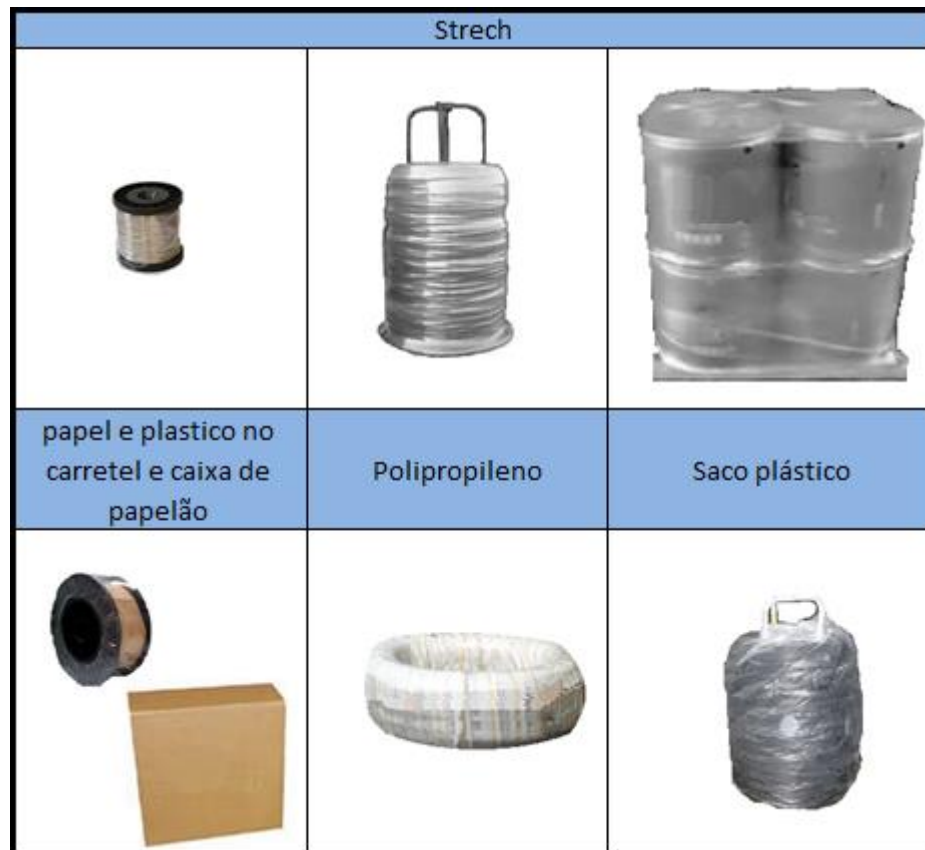 Strech
papel e plastico no
carretel e caixa de
papelão
Polipropileno
Saco plástico